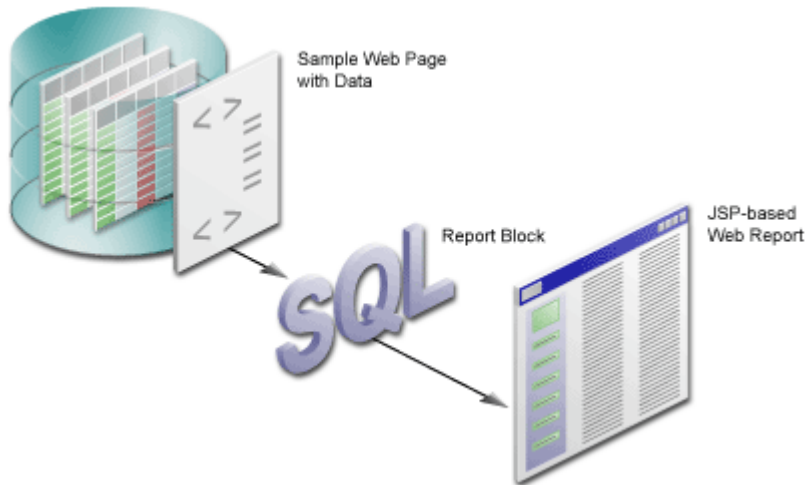 Sample Web Page
with Data
< >
< >
Report Block
SQL
JSP-based
Web Report